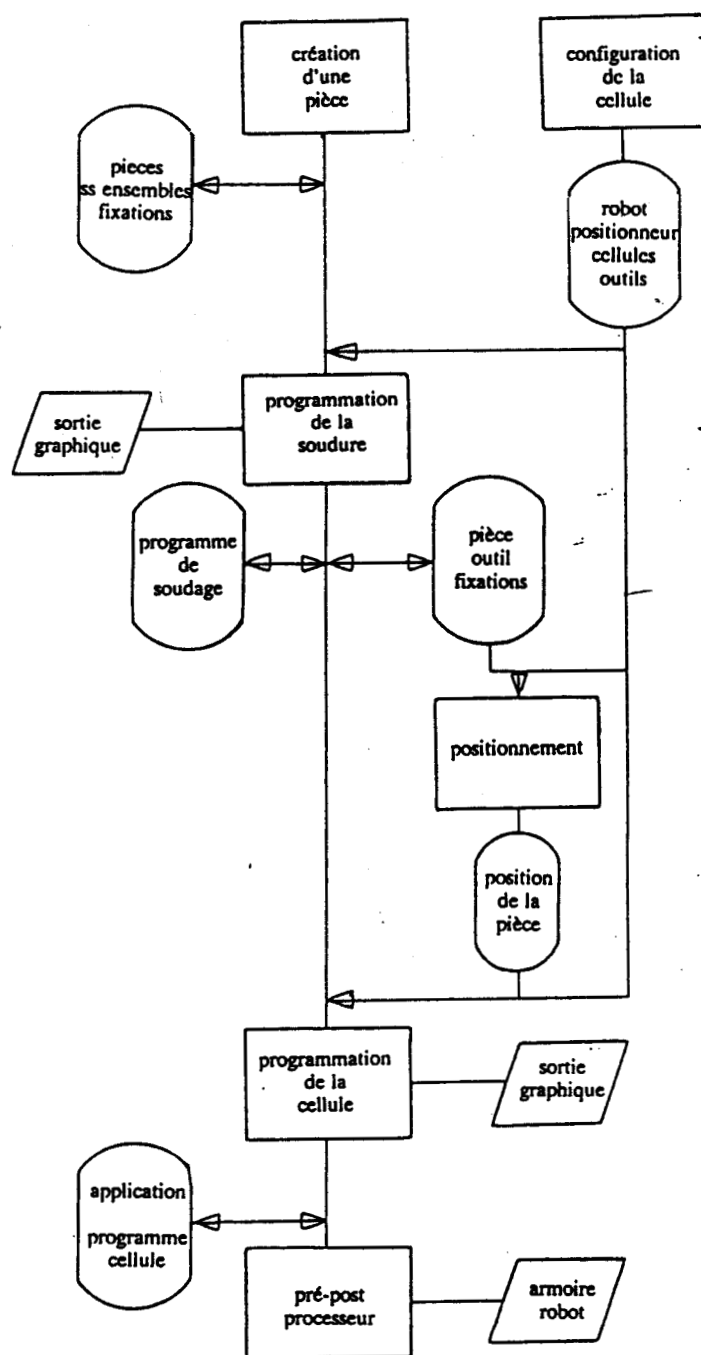 création
d'une
pièce
configuration
de la
cellule
pieces
ss ensembles
fixations
robot
positionneur
cellules
outils
programmation
de la
soudure
sortie
graphique
programme
de
soudage
pièce
outil
fixations
positionnement
position
de la
pièce
programmation
de la
cellule
sortie
graphique
application
programme
cellule
pré-post
processeur
armoire
robot